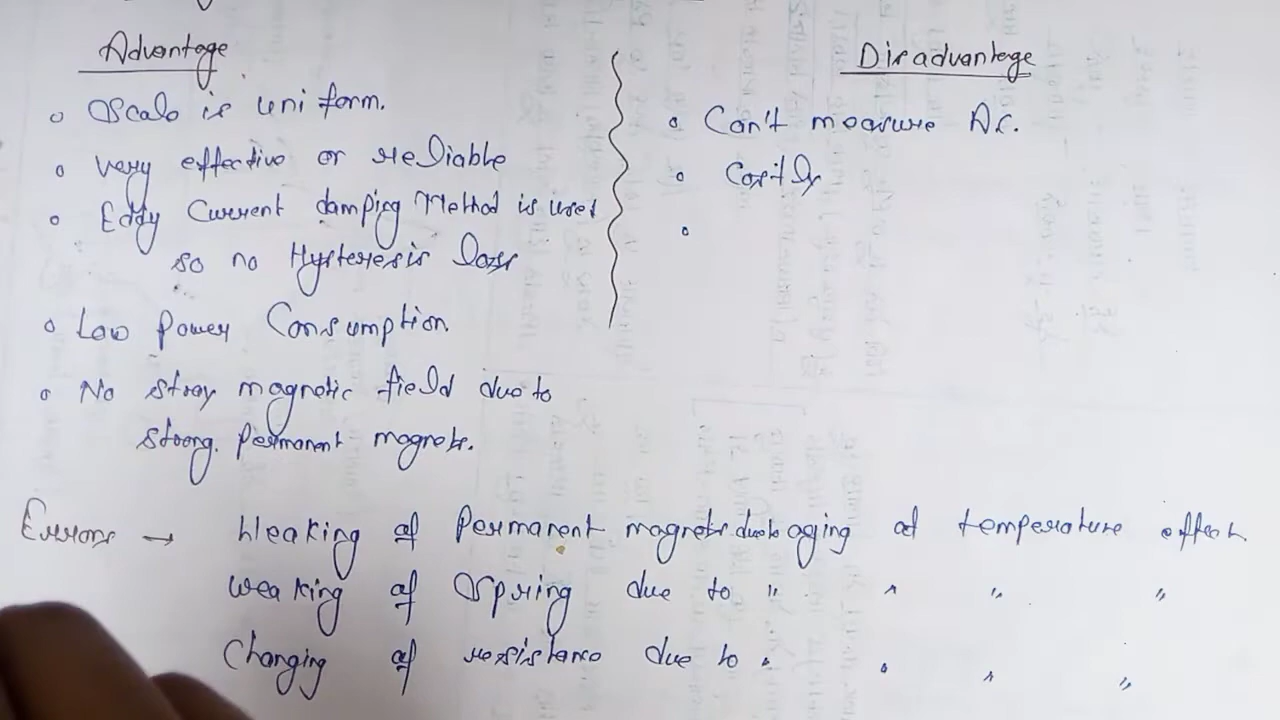 Advantage
Scale is uniform.
Very effective or reliable
Eddy Current damping Method is used
so no Hysteresis loss
Low Power Consumption.
No stray magnetic field due to
strong. permanent magnets.
Disadvantage
Can't measure AC.
Costly
Errors → Weaking of Permanent magnets due to aging at temperature effect.
weaking of Spring due to " " " "
Changing of resistance due to " " " "